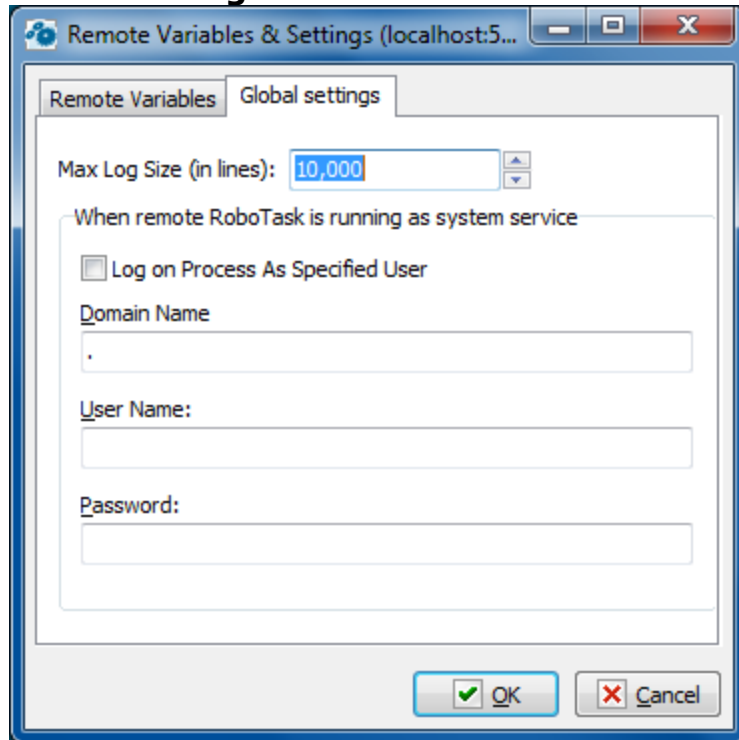 Remote Variables & Settings (localhost:5...
Remote Variables Global settings
Max Log Size (in lines): 10,000
When remote RoboTask is running as system service
Log on Process As Specified User
Domain Name
.
User Name:
Password:
OK Cancel